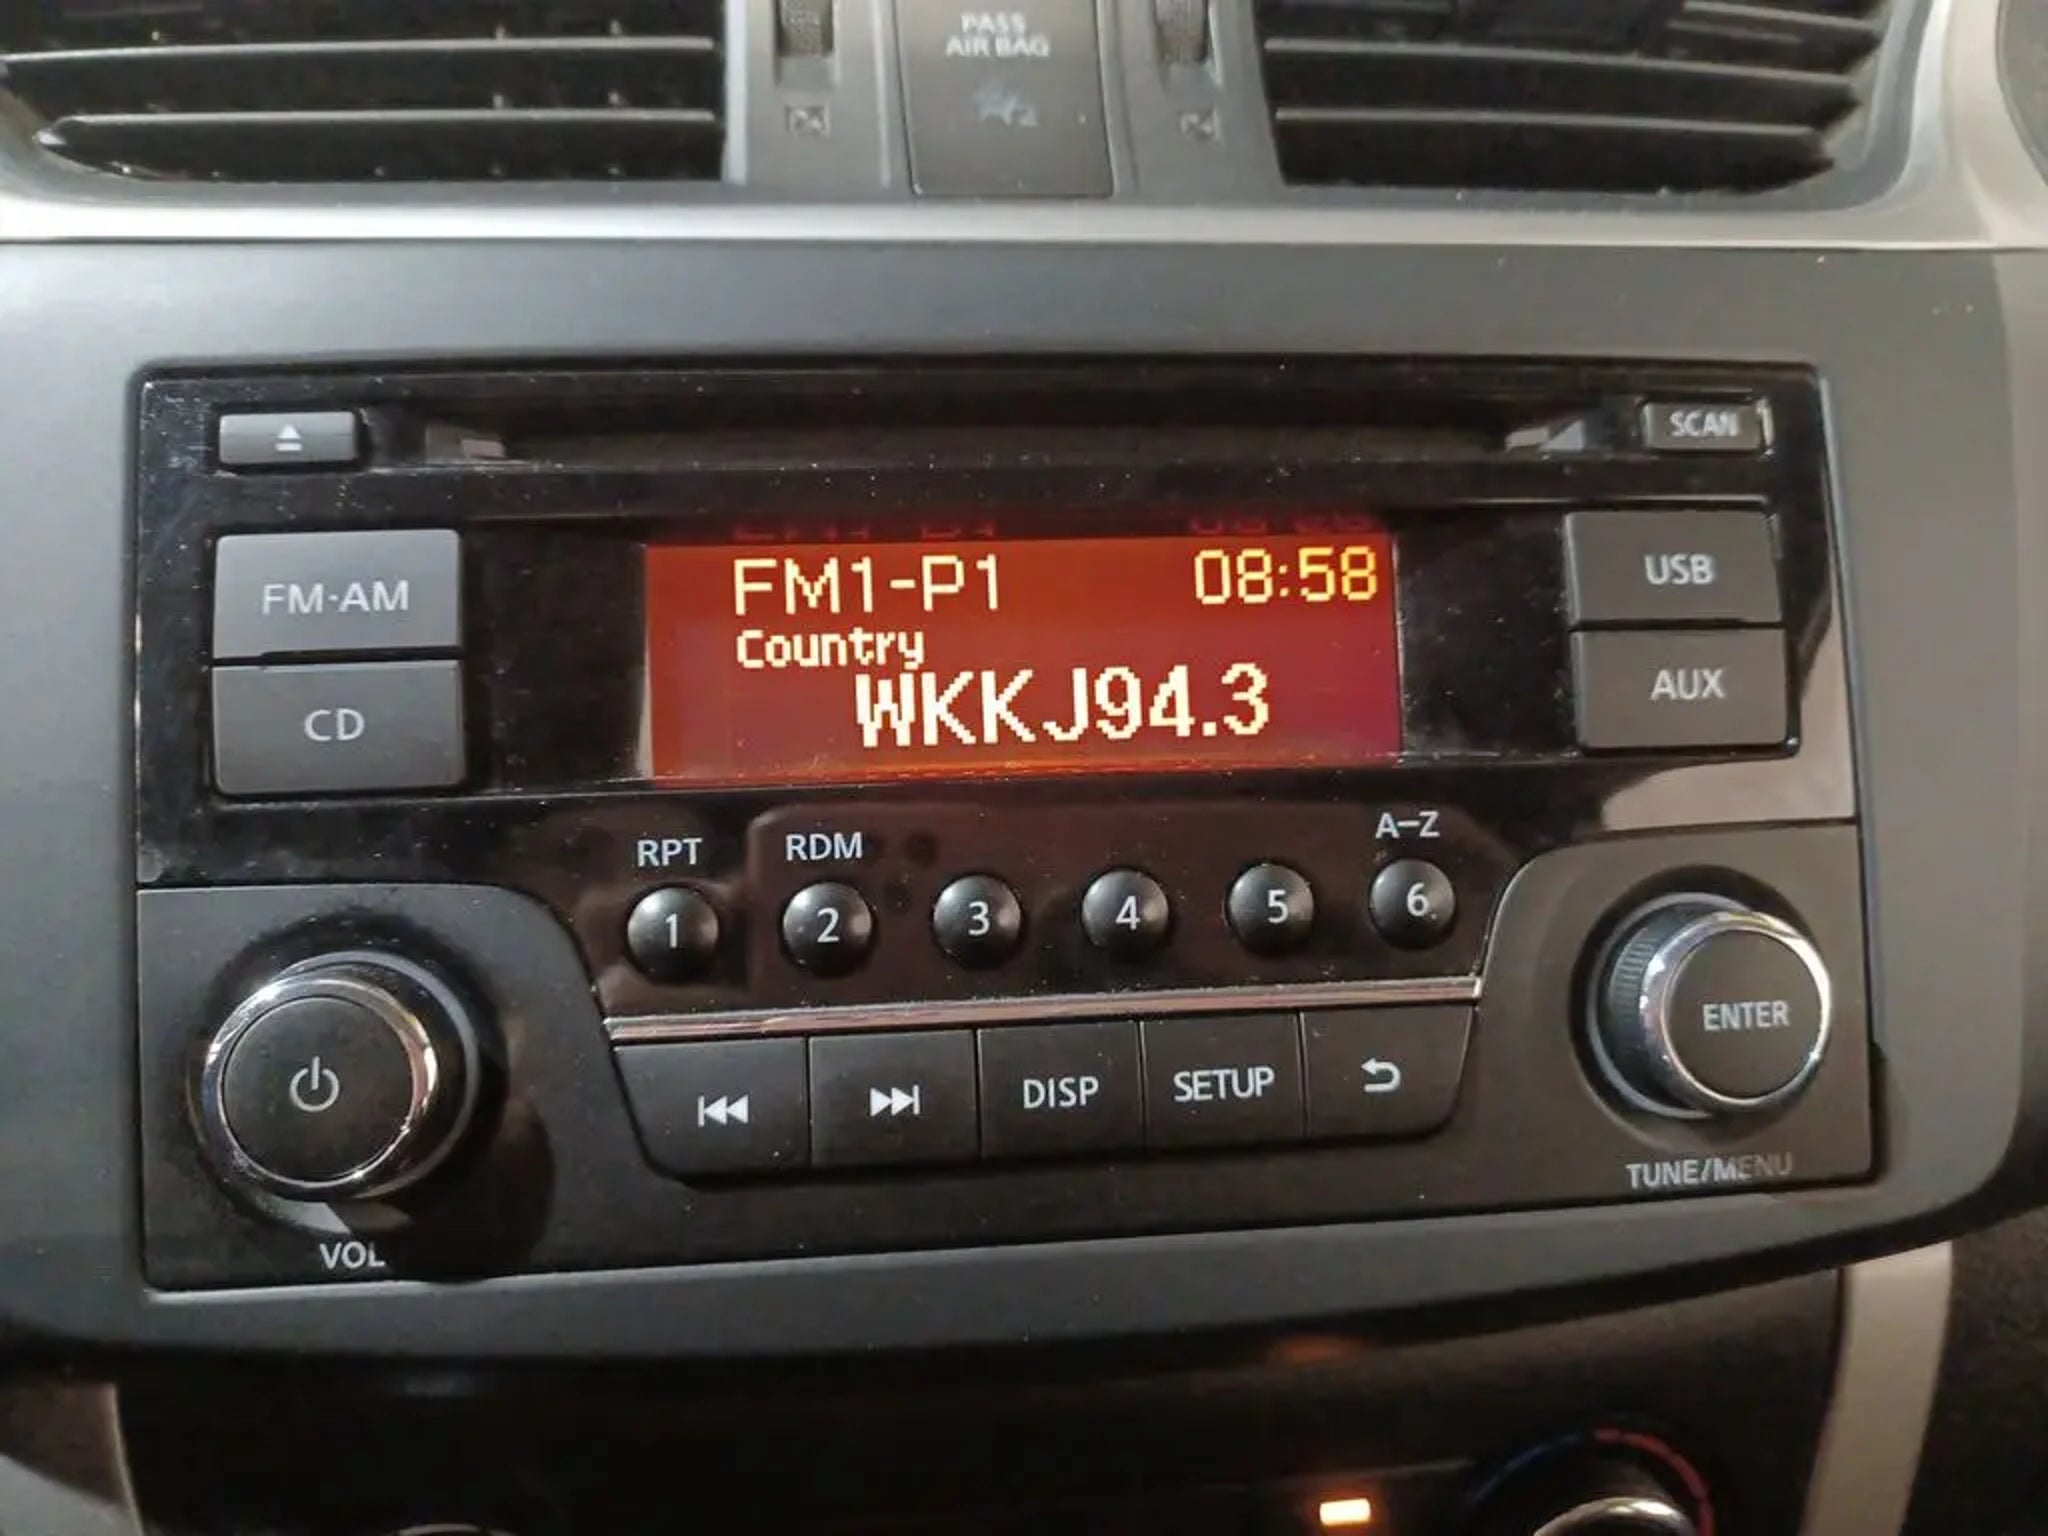 PASS
AIR BAG
SCAN
FM·AM
CD
FM1-P1 08:58
Country
WKKJ94.3
USB
AUX
RPT RDM A-Z
1 2 3 4 5 6
DISP SETUP
ENTER
VOL
TUNE/MENU